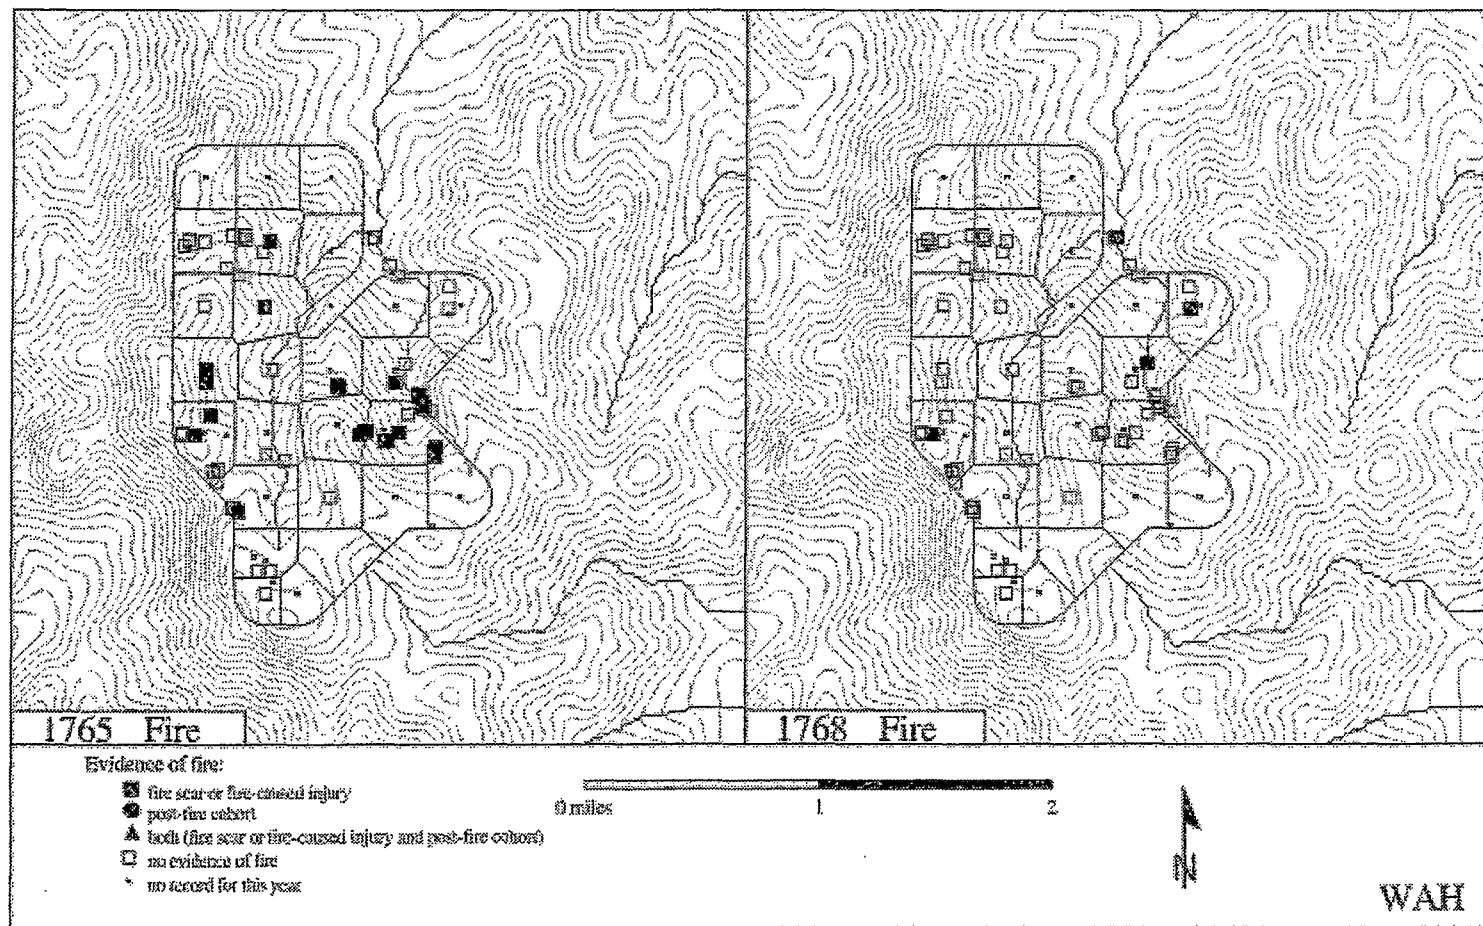 1765 Fire
1768 Fire
Evidence of fire:
fire scar or fire-caused injury
post-fire cohort
both (fire scar or fire-caused injury and post-fire cohort)
no evidence of fire
no record for this year
0 miles 1 2
N
WAH